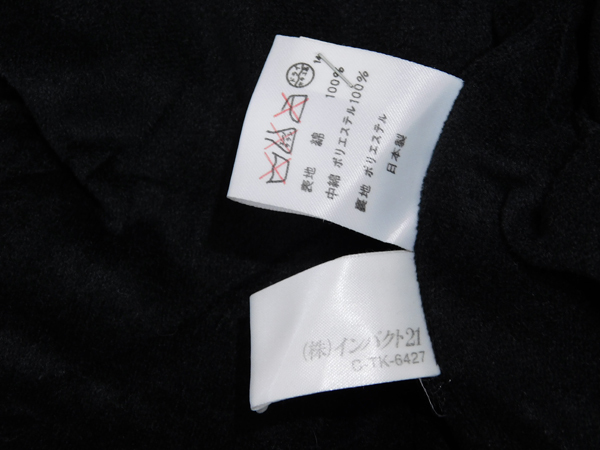 表地 綿 100%
中綿 ポリエステル100%
裏地 ポリエステル
日本製
(株)インパクト21
C-TK-6427